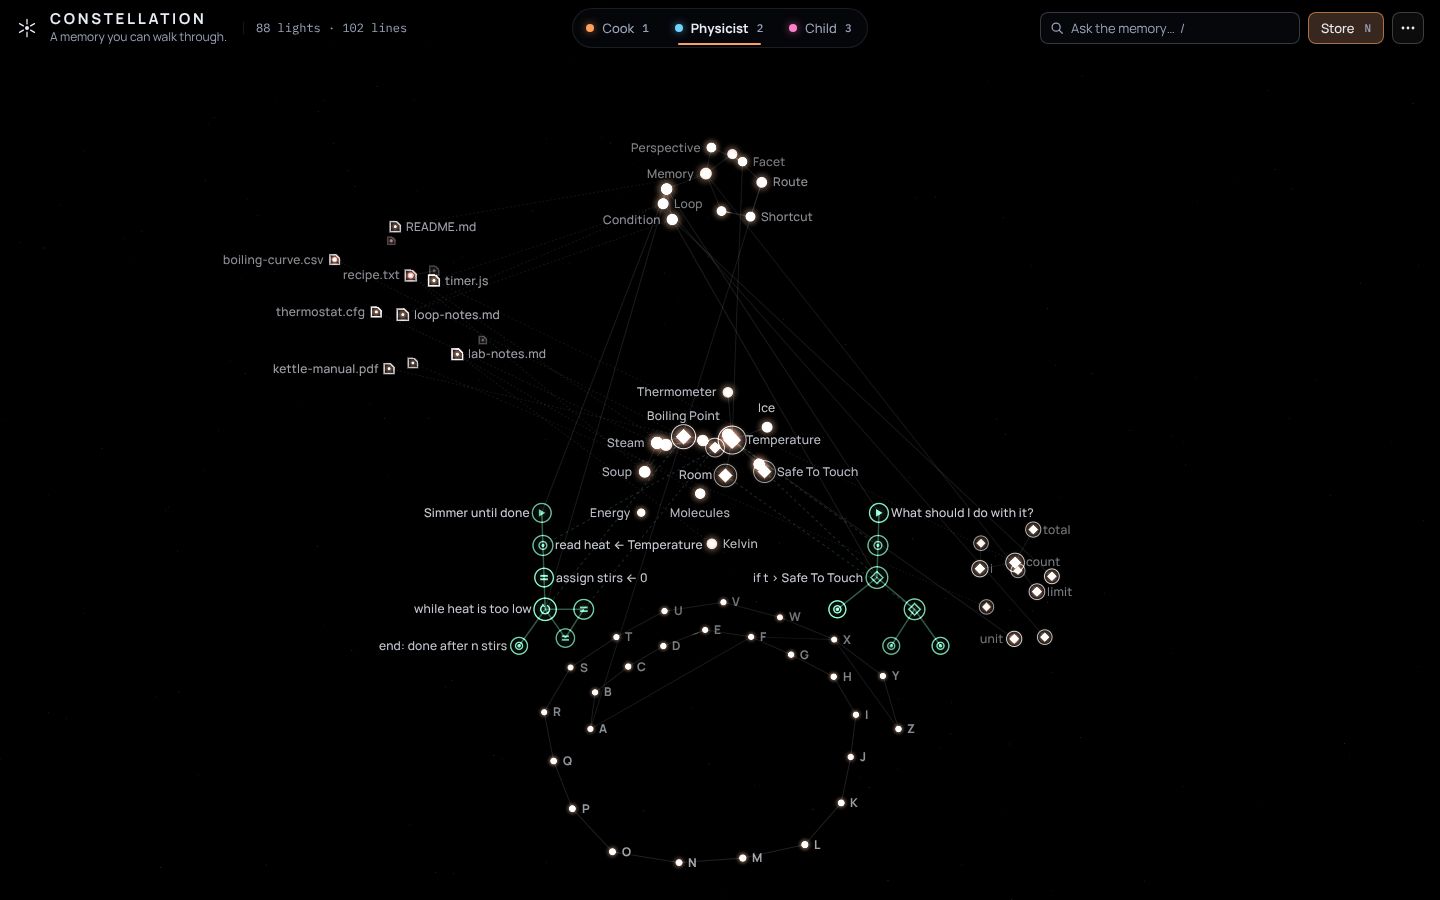 CONSTELLATION
A memory you can walk through.
88 lights · 102 lines
Cook 1
Physicist 2
Child 3
Ask the memory… /
Store N
Perspective
Facet
Memory
Route
Loop
Condition
Shortcut
README.md
boiling-curve.csv
recipe.txt
timer.js
thermostat.cfg
loop-notes.md
lab-notes.md
kettle-manual.pdf
Thermometer
Ice
Boiling Point
Steam
Temperature
Soup
Room
Safe To Touch
Energy
Molecules
Simmer until done
What should I do with it?
total
read heat ← Temperature
Kelvin
count
i
assign stirs ← 0
if t > Safe To Touch
limit
while heat is too low
unit
end: done after n stirs
U
V
W
T
D
E
F
X
S
C
G
B
H
Y
R
A
I
Z
Q
J
P
K
O
N
M
L